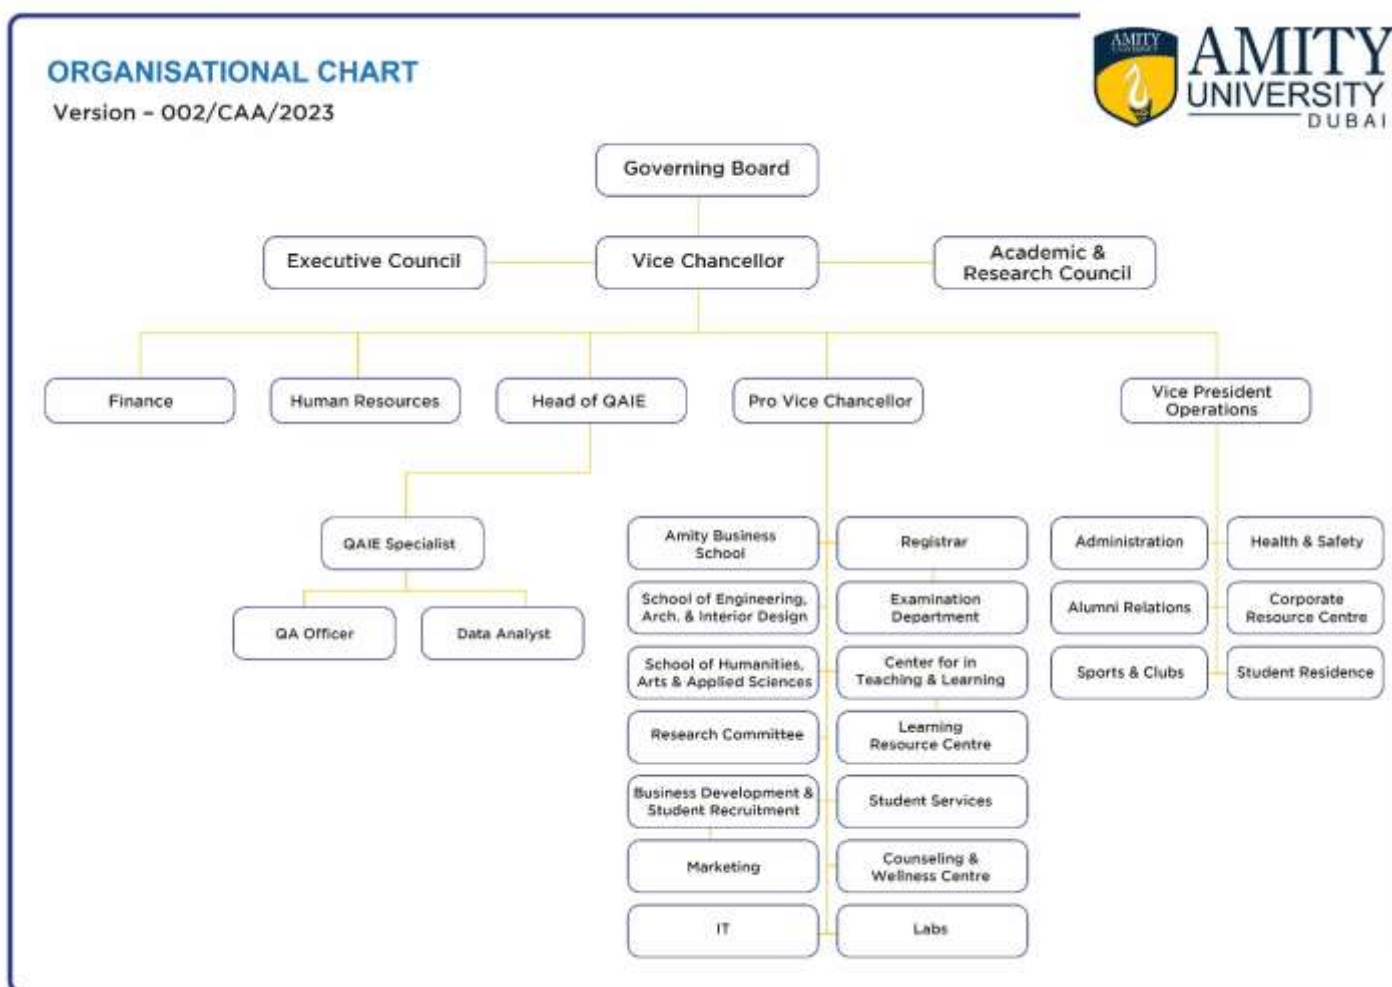 ORGANISATIONAL CHART
Version – 002/CAA/2023
AMITY
UNIVERSITY
AMITY
UNIVERSITY
DUBAI
Governing Board
Executive Council
Vice Chancellor
Academic &
Research Council
Finance
Human Resources
Head of QAIE
Pro Vice Chancellor
Vice President
Operations
QAIE Specialist
QA Officer
Data Analyst
Amity Business
School
Registrar
School of Engineering,
Arch. & Interior Design
Examination
Department
School of Humanities,
Arts & Applied Sciences
Center for in
Teaching & Learning
Research Committee
Learning
Resource Centre
Business Development &
Student Recruitment
Student Services
Marketing
Counseling &
Wellness Centre
IT
Labs
Administration
Health & Safety
Alumni Relations
Corporate
Resource Centre
Sports & Clubs
Student Residence